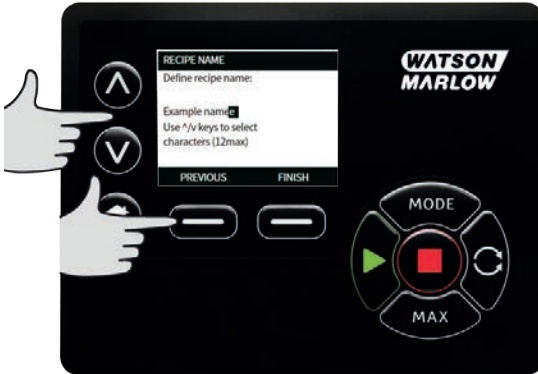 RECIPE NAME
Define recipe name:
Example name
Use ^/v keys to select
characters (12max)
PREVIOUS FINISH
WATSON
MARLOW
MODE
MAX